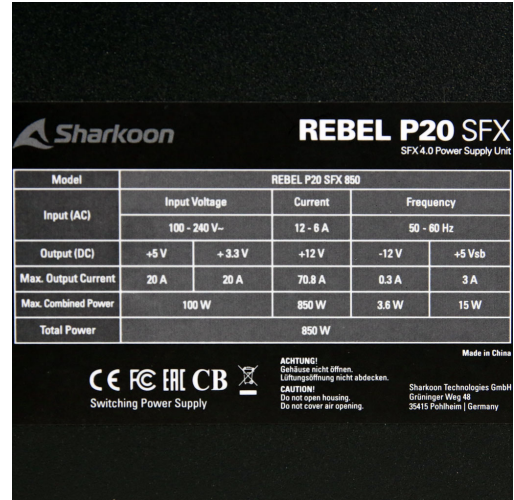 Sharkoon
REBEL P20 SFX
SFX 4.0 Power Supply Unit
Model REBEL P20 SFX 850
Input (AC) Input Voltage Current Frequency
100 - 240 V~ 12 - 6 A 50 - 60 Hz
Output (DC) +5 V + 3.3 V +12 V -12 V +5 Vsb
Max. Output Current 20 A 20 A 70.8 A 0.3 A 3 A
Max. Combined Power 100 W 850 W 3.6 W 15 W
Total Power 850 W
Made in China
CE FC EAC CB
Switching Power Supply
ACHTUNG!
Gehäuse nicht öffnen.
Lüftungsöffnung nicht abdecken.
CAUTION!
Do not open housing.
Do not cover air opening.
Sharkoon Technologies GmbH
Grüninger Weg 48
35415 Pohlheim | Germany